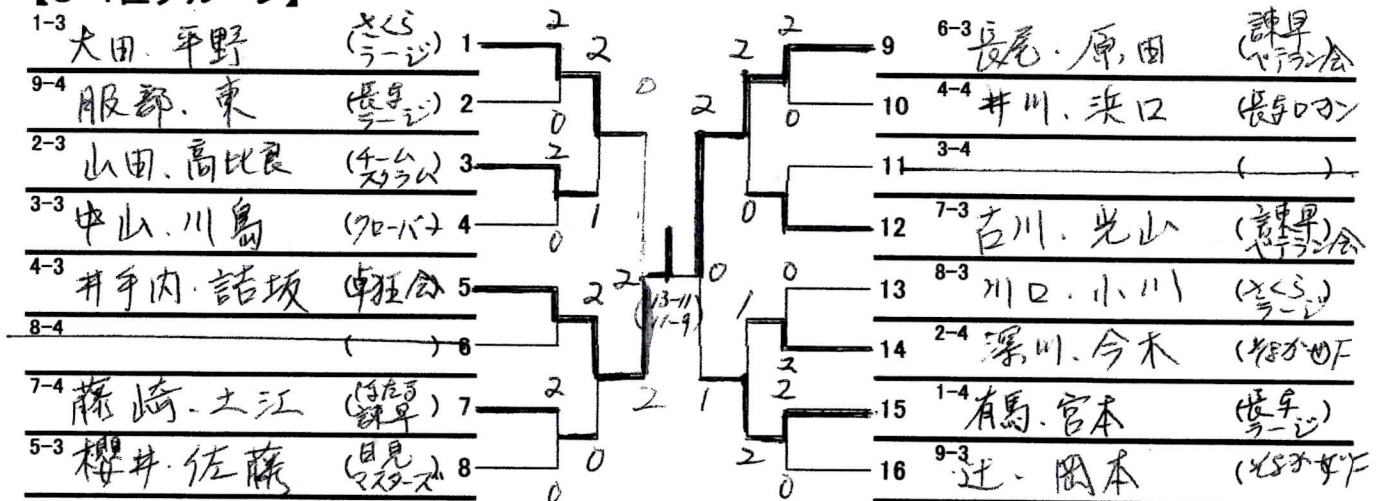 1-3 大田・平野 (さくらラージ) 1
9-4 服部、東 (長与ラージ) 2
2-3 山田、高比良 (チームスクラム) 3
3-3 中山、川島 (クローバー) 4
4-3 井手内・諸坂 (卓狂会) 5
8-4 ( ) 6
7-4 藤崎・土江 (はたる諫早) 7
5-3 櫻井・佐藤 (日見マスターズ) 8
2 0 2 0 2 0 2 1 2 0 0 2
2 (13-11 11-9) 0
2 0 0 2 0 2 2 0 2 1 2 1
9 6-3 長尾・原田 (諫早ベテラン会)
10 4-4 井川、浜口 (長与ロマン)
11 3-4 ( )
12 7-3 古川・光山 (諫早ベテラン会)
13 8-3 川口・小川 (さくらラージ)
14 2-4 深川、今木
15 1-4 有馬、宮本 (長与ラージ)
16 9-3 辻・岡本